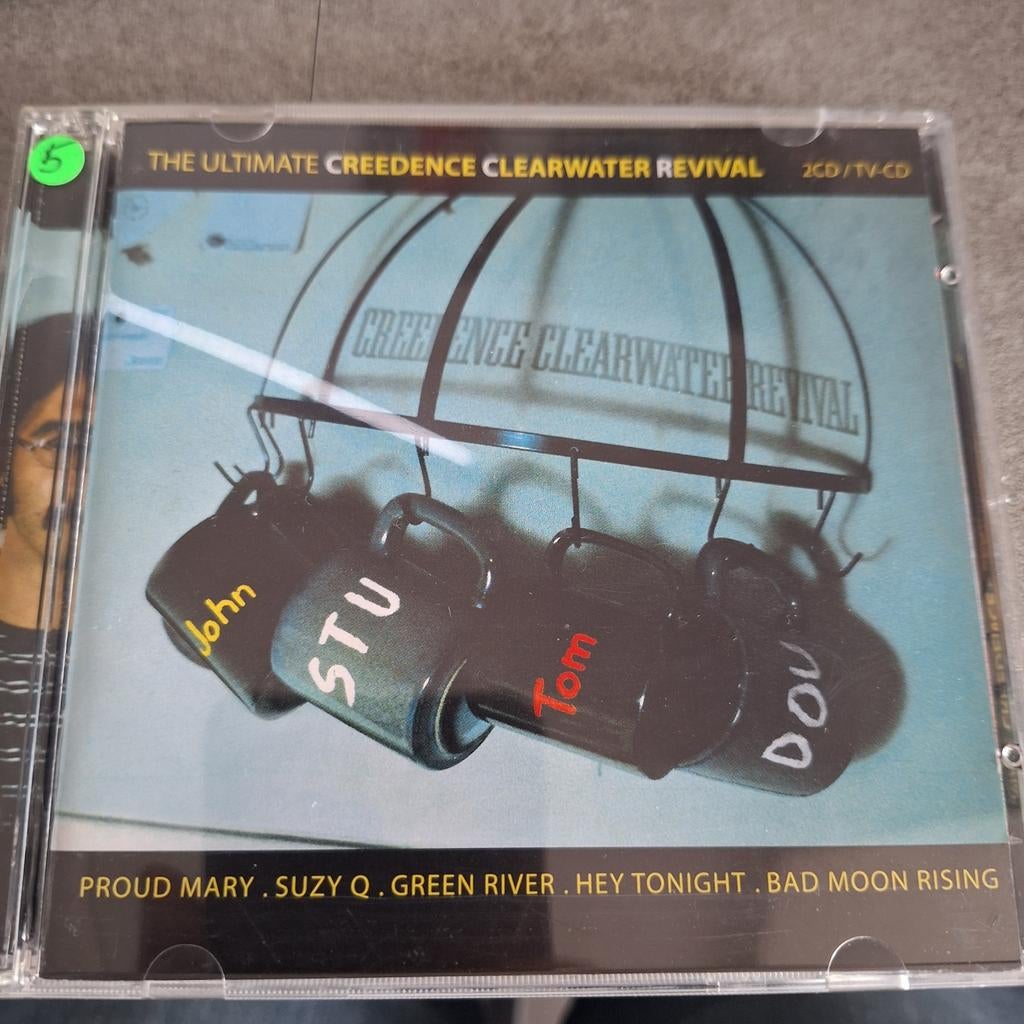 5
THE ULTIMATE CREEDENCE CLEARWATER REVIVAL
2CD / TV-CD
CREEDENCE CLEARWATER REVIVAL
John
STU
Tom
DOU
PROUD MARY . SUZY Q . GREEN RIVER . HEY TONIGHT . BAD MOON RISING